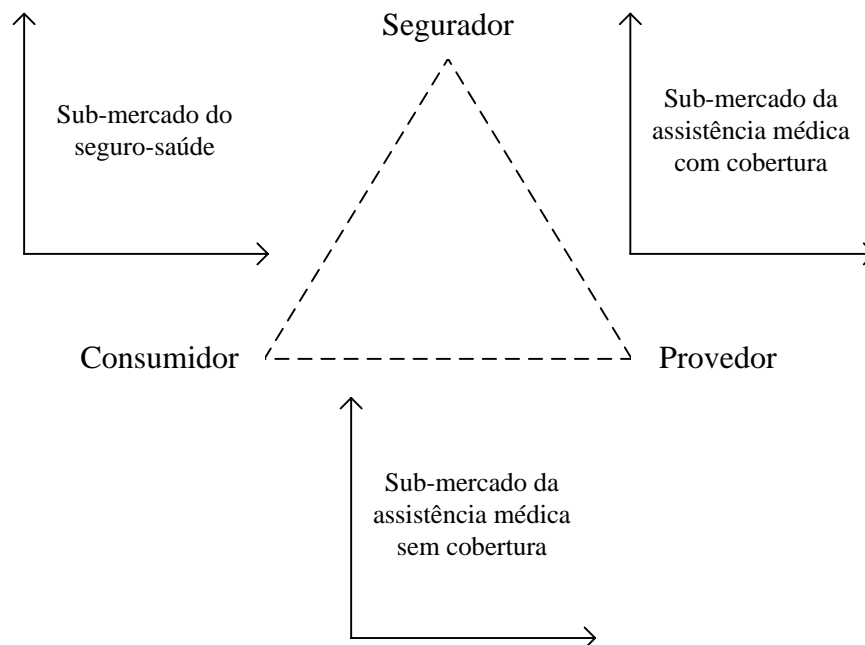 Segurador
Sub-mercado do
seguro-saúde
Sub-mercado da
assistência médica
com cobertura
Consumidor
Provedor
Sub-mercado da
assistência médica
sem cobertura